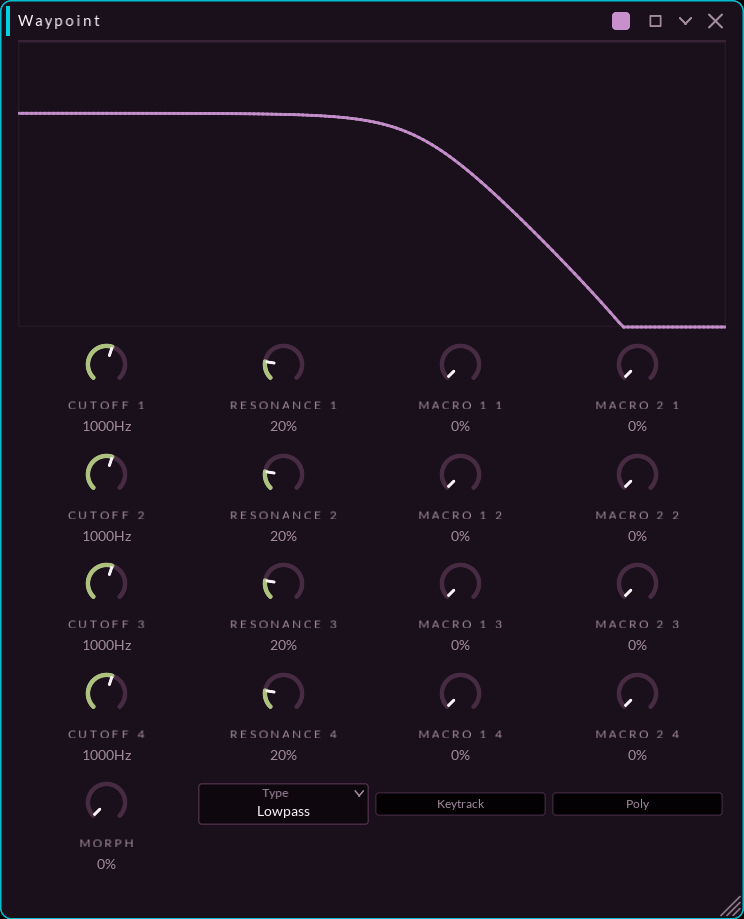 Waypoint
CUTOFF 1 RESONANCE 1 MACRO 1 1 MACRO 2 1
1000Hz 20% 0% 0%
CUTOFF 2 RESONANCE 2 MACRO 1 2 MACRO 2 2
1000Hz 20% 0% 0%
CUTOFF 3 RESONANCE 3 MACRO 1 3 MACRO 2 3
1000Hz 20% 0% 0%
CUTOFF 4 RESONANCE 4 MACRO 1 4 MACRO 2 4
1000Hz 20% 0% 0%
Type
Lowpass
Keytrack Poly
MORPH
0%